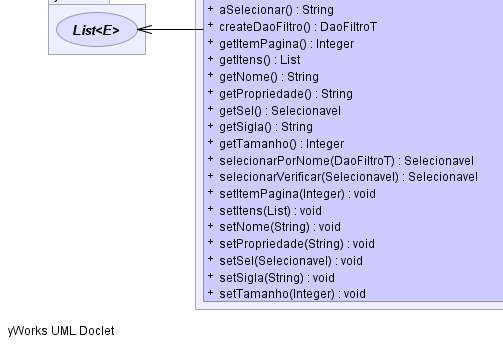 List<E>
+ aSelecionar() : String
+ createDaoFiltro() : DaoFiltroT
+ getItemPagina() : Integer
+ getItens() : List
+ getNome() : String
+ getPropriedade() : String
+ getSel() : Selecionavel
+ getSigla() : String
+ getTamanho() : Integer
+ selecionarPorNome(DaoFiltroT) : Selecionavel
+ selecionarVerificar(Selecionavel) : Selecionavel
+ setItemPagina(Integer) : void
+ setItens(List) : void
+ setNome(String) : void
+ setPropriedade(String) : void
+ setSel(Selecionavel) : void
+ setSigla(String) : void
+ setTamanho(Integer) : void
yWorks UML Doclet